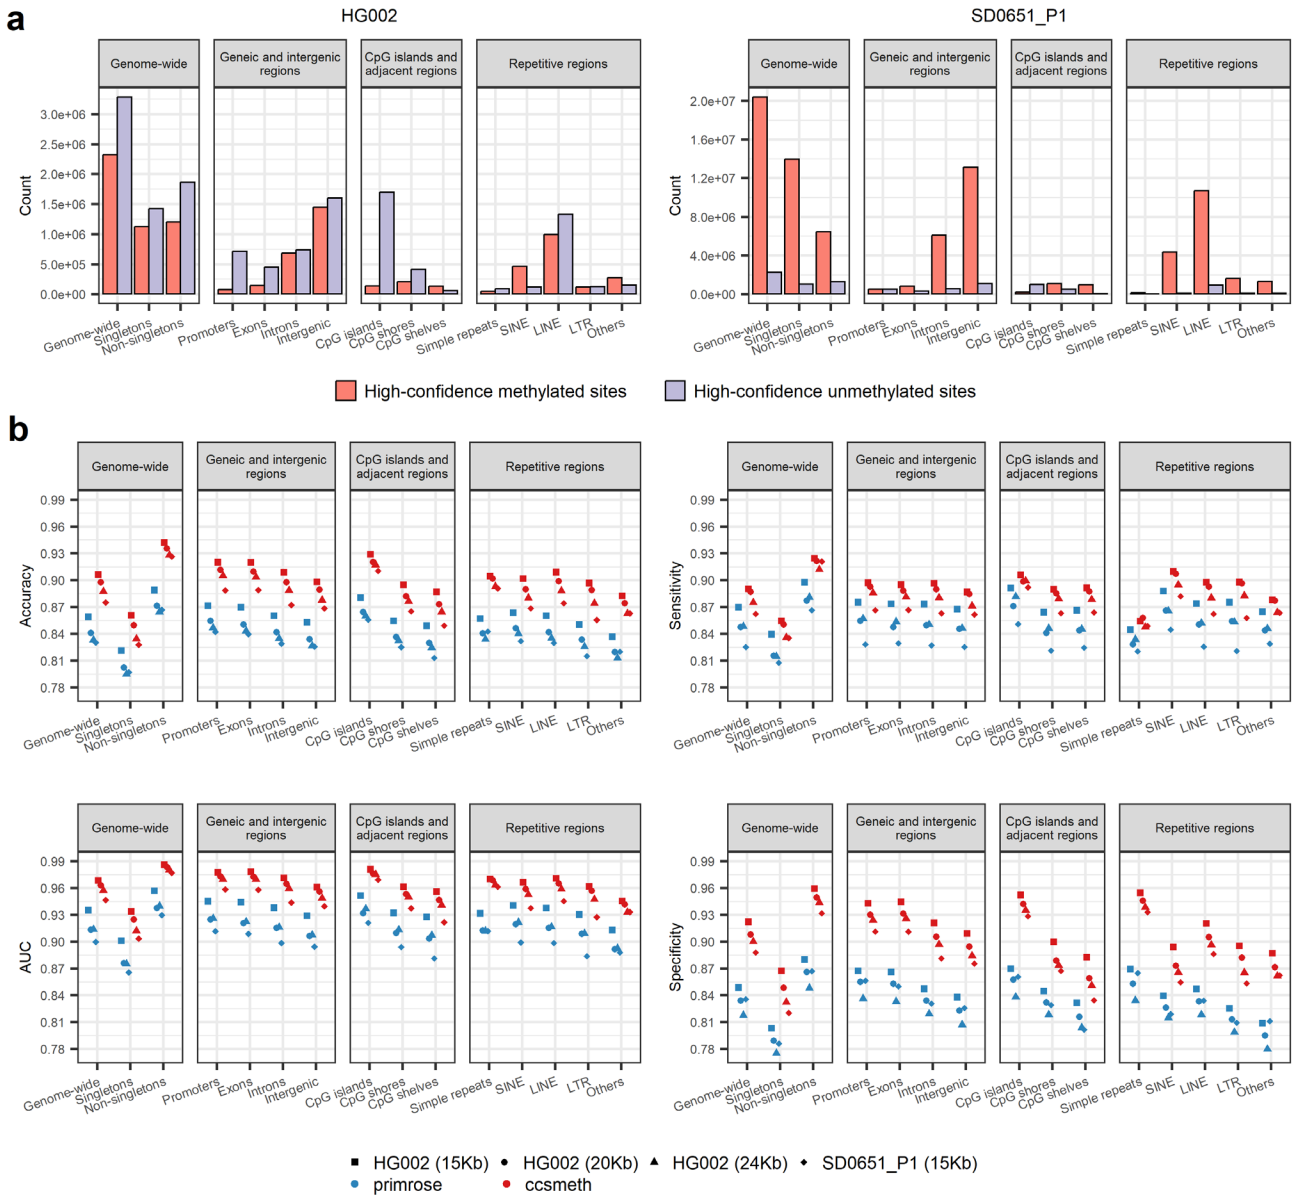 a
HG002
SD0651_P1
Genome-wide
Geneic and intergenic
regions
CpG islands and
adjacent regions
Repetitive regions
Genome-wide
Geneic and intergenic
regions
CpG islands and
adjacent regions
Repetitive regions
Count
3.0e+06
2.5e+06
2.0e+06
1.5e+06
1.0e+06
5.0e+05
0.0e+00
Genome-wide
Singletons
Non-singletons
Promoters
Exons
Introns
Intergenic
CpG islands
CpG shores
CpG shelves
Simple repeats
SINE
LINE
LTR
Others
Count
2.0e+07
1.6e+07
1.2e+07
8.0e+06
4.0e+06
0.0e+00
Genome-wide
Singletons
Non-singletons
Promoters
Exons
Introns
Intergenic
CpG islands
CpG shores
CpG shelves
Simple repeats
SINE
LINE
LTR
Others
High-confidence methylated sites
High-confidence unmethylated sites
b
Genome-wide
Geneic and intergenic
regions
CpG islands and
adjacent regions
Repetitive regions
Accuracy
0.99
0.96
0.93
0.90
0.87
0.84
0.81
0.78
Genome-wide
Singletons
Non-singletons
Promoters
Exons
Introns
Intergenic
CpG islands
CpG shores
CpG shelves
Simple repeats
SINE
LINE
LTR
Others
Genome-wide
Geneic and intergenic
regions
CpG islands and
adjacent regions
Repetitive regions
Sensitivity
0.99
0.96
0.93
0.90
0.87
0.84
0.81
0.78
Genome-wide
Singletons
Non-singletons
Promoters
Exons
Introns
Intergenic
CpG islands
CpG shores
CpG shelves
Simple repeats
SINE
LINE
LTR
Others
Genome-wide
Geneic and intergenic
regions
CpG islands and
adjacent regions
Repetitive regions
AUC
0.99
0.96
0.93
0.90
0.87
0.84
0.81
0.78
Genome-wide
Singletons
Non-singletons
Promoters
Exons
Introns
Intergenic
CpG islands
CpG shores
CpG shelves
Simple repeats
SINE
LINE
LTR
Others
Genome-wide
Geneic and intergenic
regions
CpG islands and
adjacent regions
Repetitive regions
Specificity
0.99
0.96
0.93
0.90
0.87
0.84
0.81
0.78
Genome-wide
Singletons
Non-singletons
Promoters
Exons
Introns
Intergenic
CpG islands
CpG shores
CpG shelves
Simple repeats
SINE
LINE
LTR
Others
HG002 (15Kb)
HG002 (20Kb)
HG002 (24Kb)
SD0651_P1 (15Kb)
primrose
ccsmeth